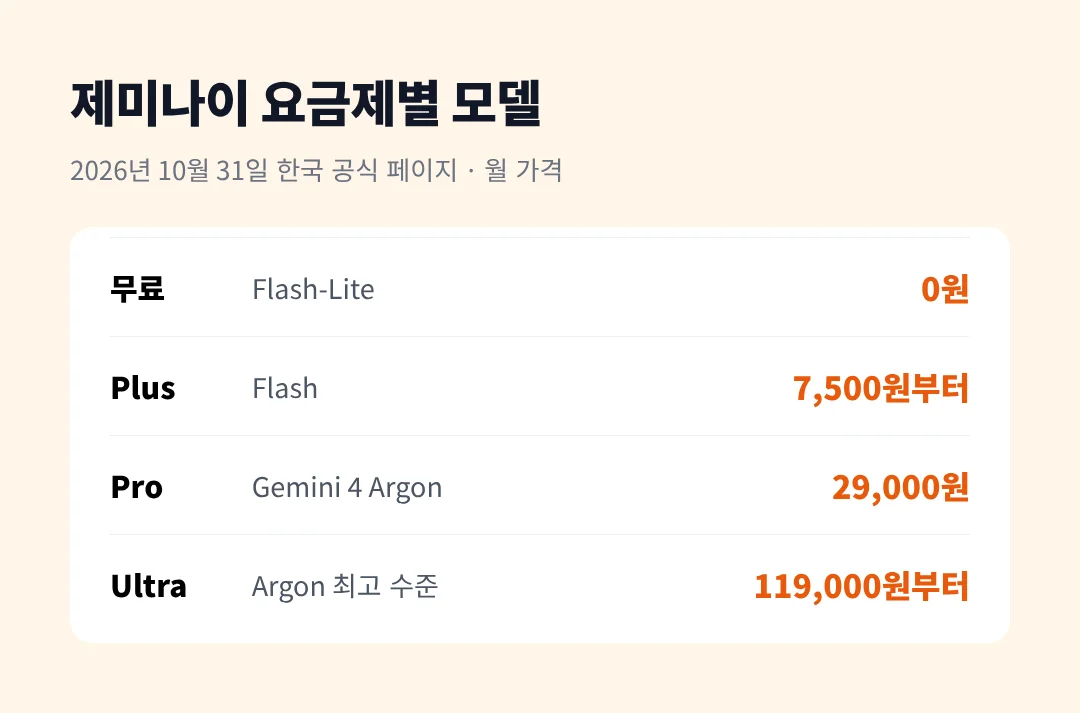 제미나이 요금제별 모델
2026년 10월 31일 한국 공식 페이지 · 월 가격
무료 Flash-Lite 0원
Plus Flash 7,500원부터
Pro Gemini 4 Argon 29,000원
Ultra Argon 최고 수준 119,000원부터